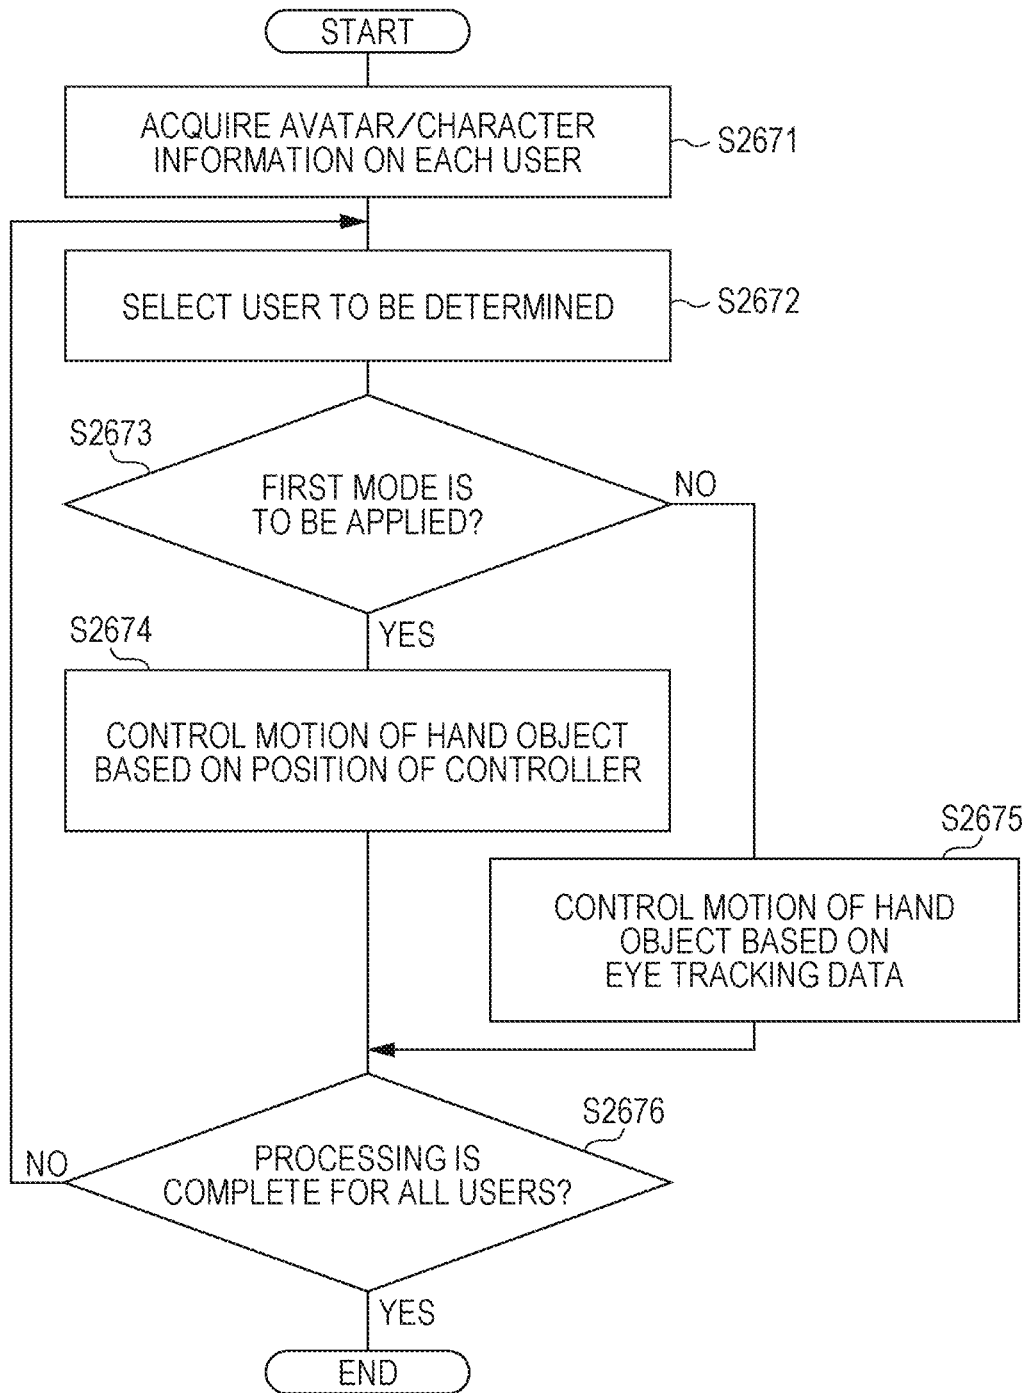 START
ACQUIRE AVATAR/CHARACTER
INFORMATION ON EACH USER
S2671
SELECT USER TO BE DETERMINED
S2672
S2673
FIRST MODE IS
TO BE APPLIED?
NO
YES
S2674
CONTROL MOTION OF HAND OBJECT
BASED ON POSITION OF CONTROLLER
S2675
CONTROL MOTION OF HAND
OBJECT BASED ON
EYE TRACKING DATA
S2676
PROCESSING IS
COMPLETE FOR ALL USERS?
NO
YES
END